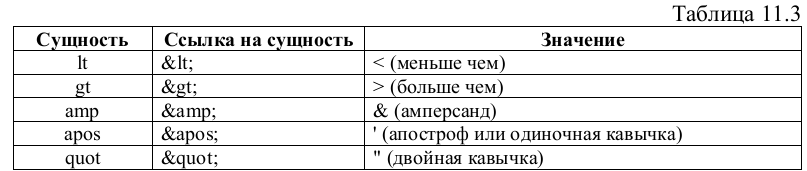 Таблица 11.3
Сущность Ссылка на сущность Значение
lt &lt; < (меньше чем)
gt &gt; > (больше чем)
amp &amp; & (амперсанд)
apos &apos; ' (апостроф или одиночная кавычка)
quot &quot; " (двойная кавычка)